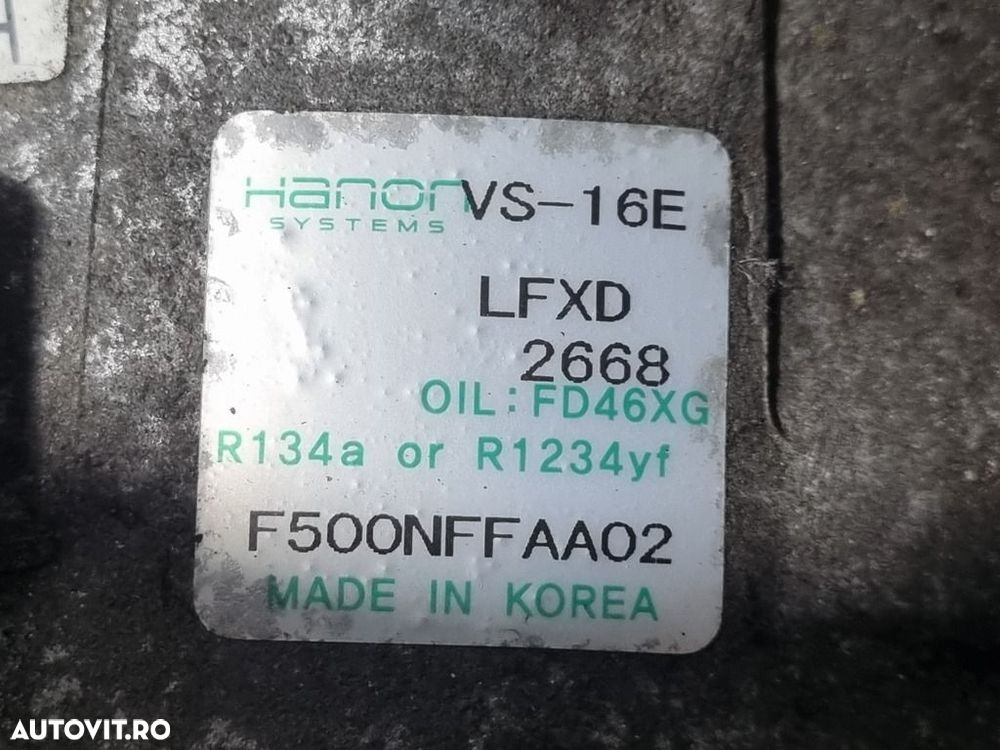 Hanon VS-16E
SYSTEMS
LFXD
2668
OIL:FD46XG
R134a or R1234yf
F500NFFAA02
MADE IN KOREA
AUTOVIT.RO